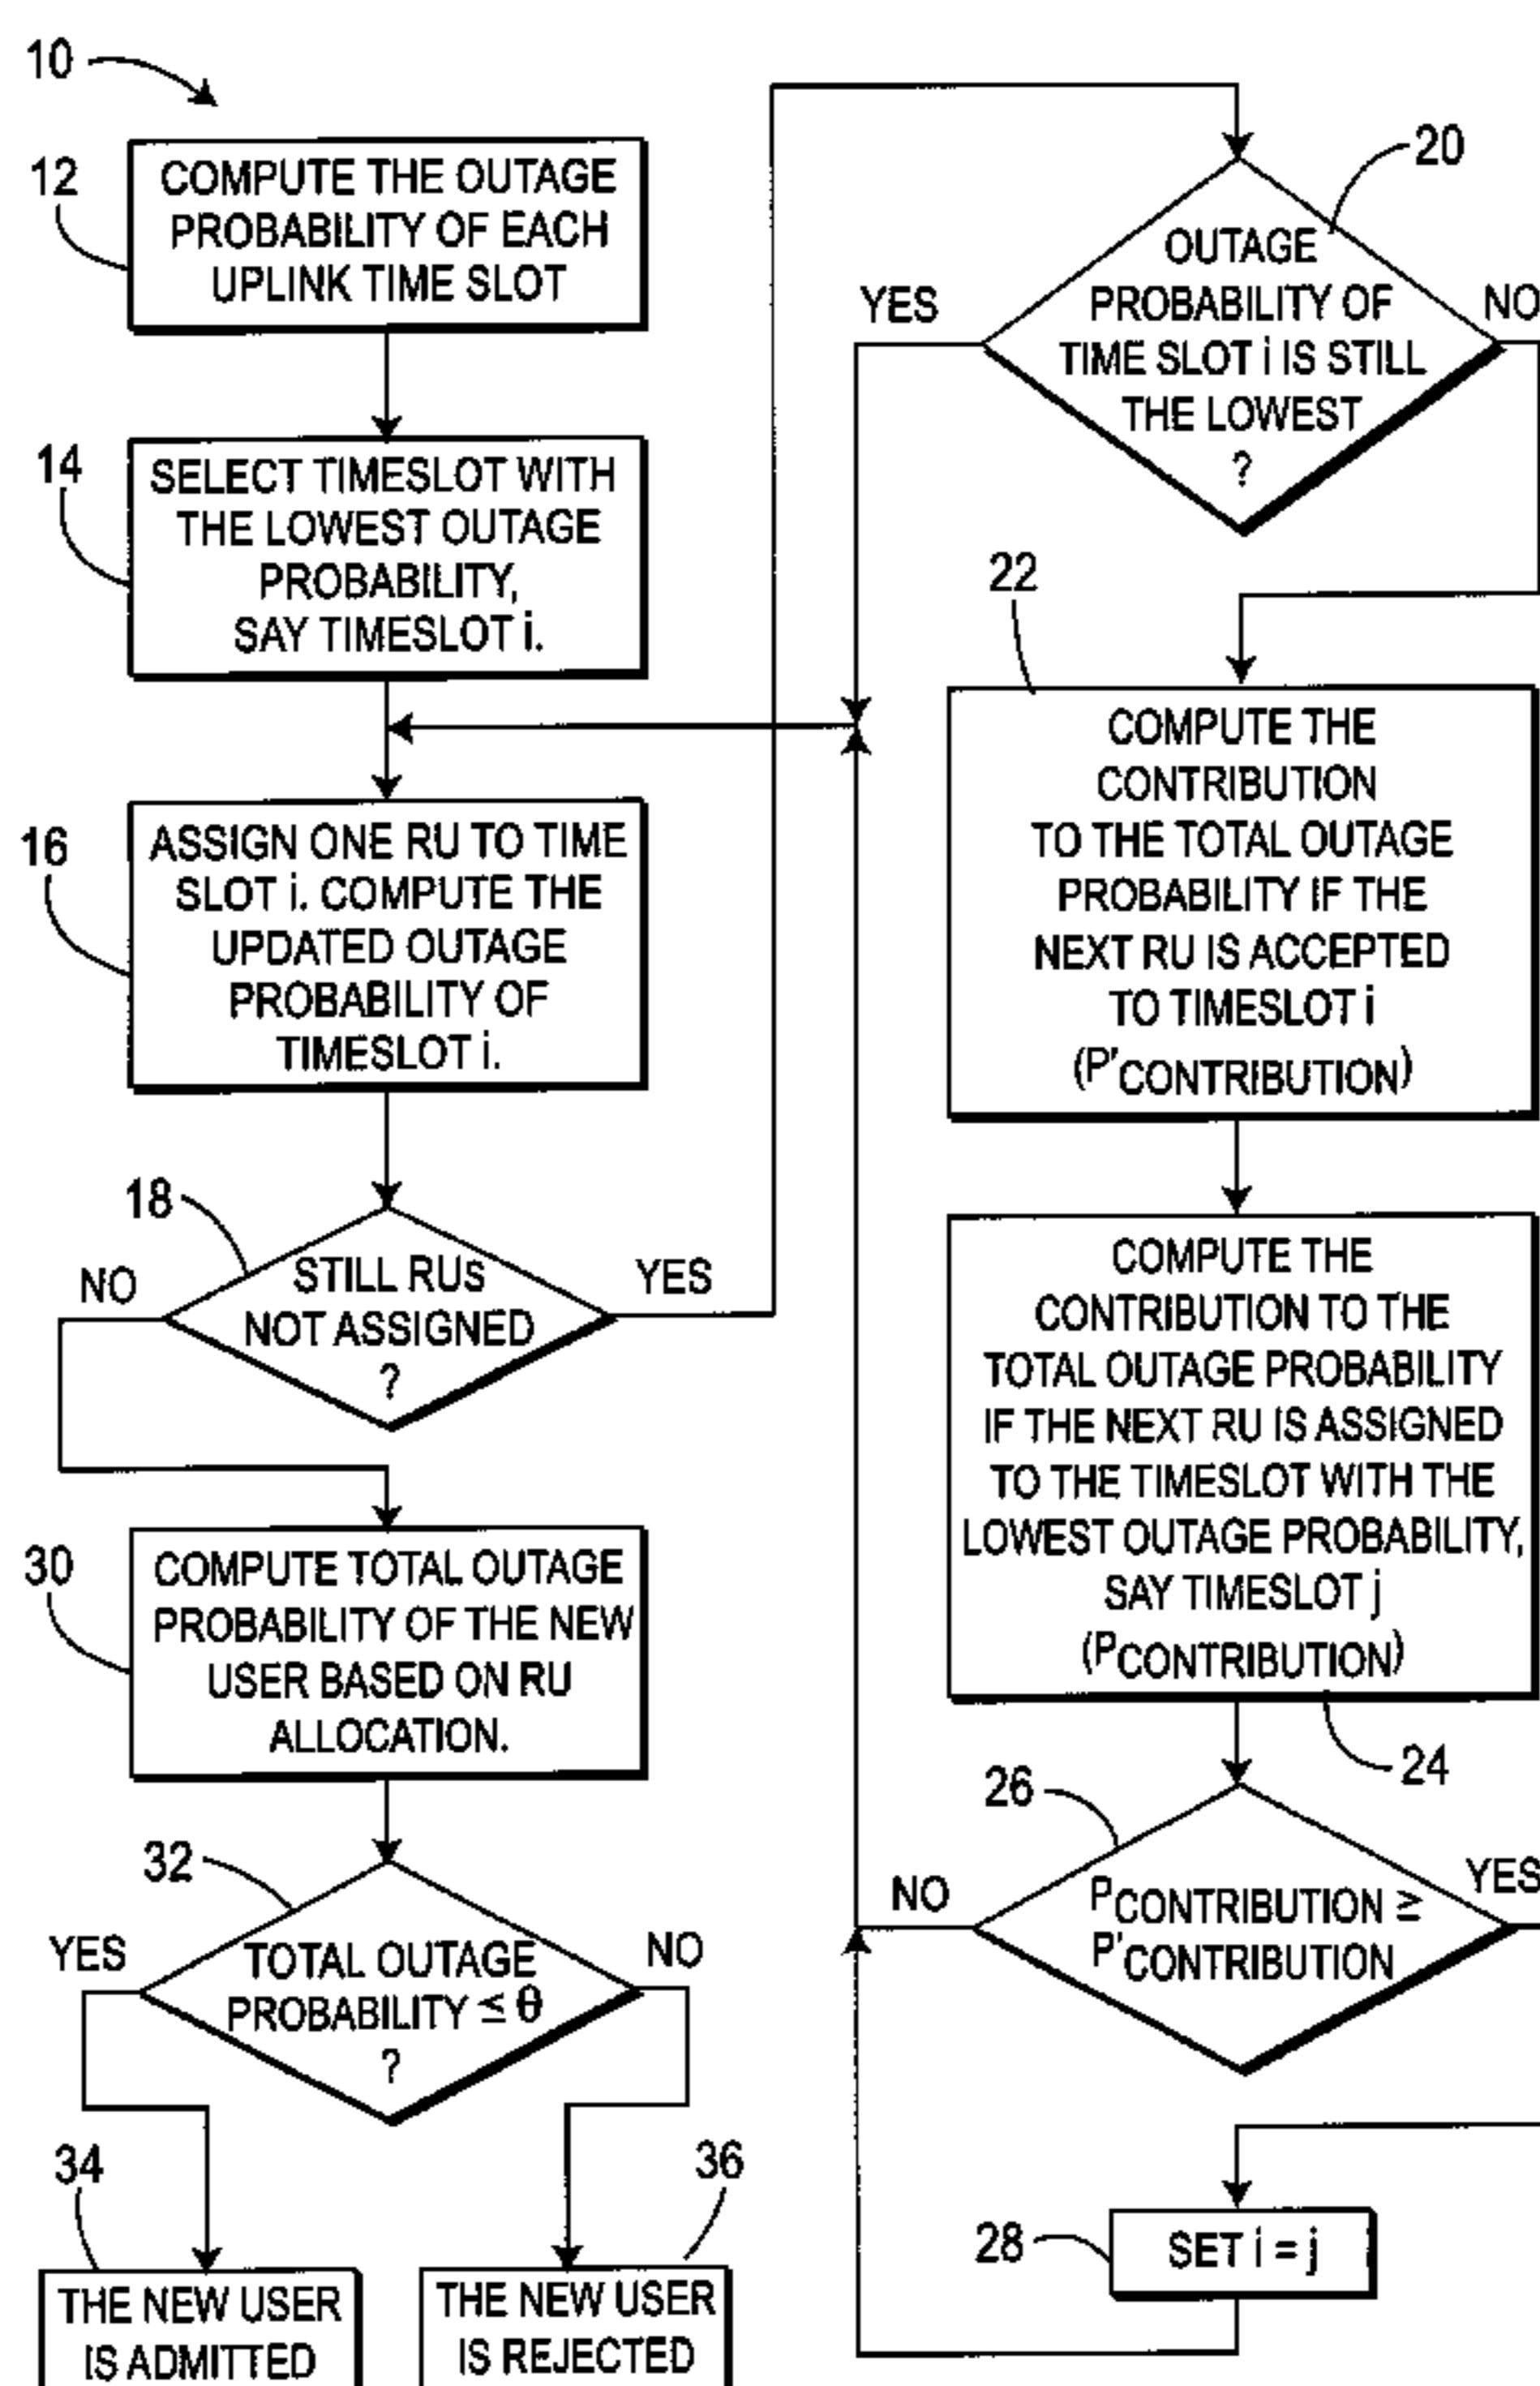 10
12
COMPUTE THE OUTAGE
PROBABILITY OF EACH
UPLINK TIME SLOT
14
SELECT TIMESLOT WITH
THE LOWEST OUTAGE
PROBABILITY,
SAY TIMESLOT i.
16
ASSIGN ONE RU TO TIME
SLOT i. COMPUTE THE
UPDATED OUTAGE
PROBABILITY OF
TIMESLOT i.
18
NO
STILL RUs
NOT ASSIGNED
?
YES
30
COMPUTE TOTAL OUTAGE
PROBABILITY OF THE NEW
USER BASED ON RU
ALLOCATION.
32
YES
TOTAL OUTAGE
PROBABILITY ≤ θ
?
NO
34
THE NEW USER
IS ADMITTED
36
THE NEW USER
IS REJECTED
20
YES
OUTAGE
PROBABILITY OF
TIME SLOT i IS STILL
THE LOWEST
?
NO
22
COMPUTE THE
CONTRIBUTION
TO THE TOTAL OUTAGE
PROBABILITY IF THE
NEXT RU IS ACCEPTED
TO TIMESLOT i
(P'CONTRIBUTION)
COMPUTE THE
CONTRIBUTION TO THE
TOTAL OUTAGE PROBABILITY
IF THE NEXT RU IS ASSIGNED
TO THE TIMESLOT WITH THE
LOWEST OUTAGE PROBABILITY,
SAY TIMESLOT j
(PCONTRIBUTION)
24
26
NO
PCONTRIBUTION ≥
P'CONTRIBUTION
YES
28
SET i = j